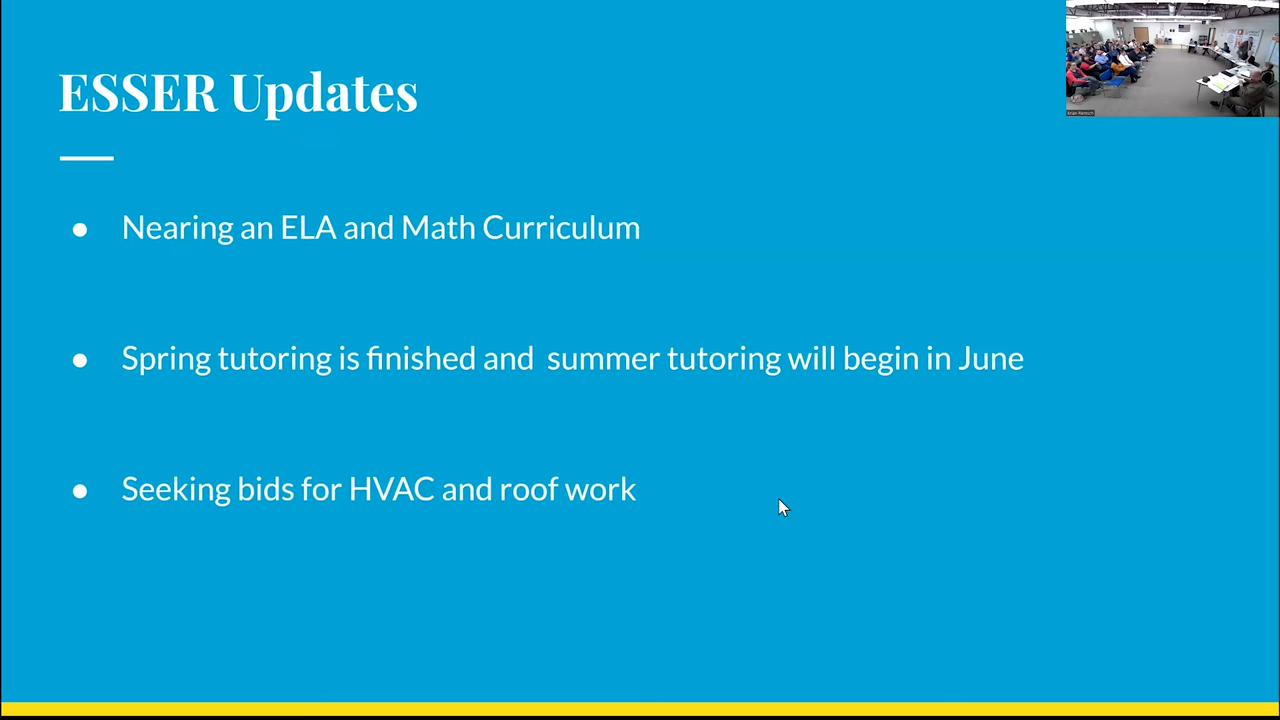 ESSER Updates
● Nearing an ELA and Math Curriculum
● Spring tutoring is finished and  summer tutoring will begin in June
● Seeking bids for HVAC and roof work